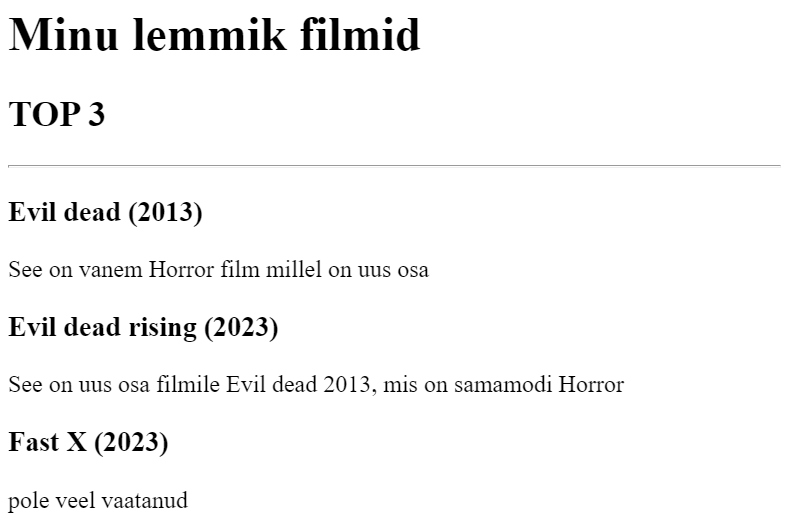 Minu lemmik filmid
TOP 3
Evil dead (2013)
See on vanem Horror film millel on uus osa
Evil dead rising (2023)
See on uus osa filmile Evil dead 2013, mis on samamodi Horror
Fast X (2023)
pole veel vaatanud